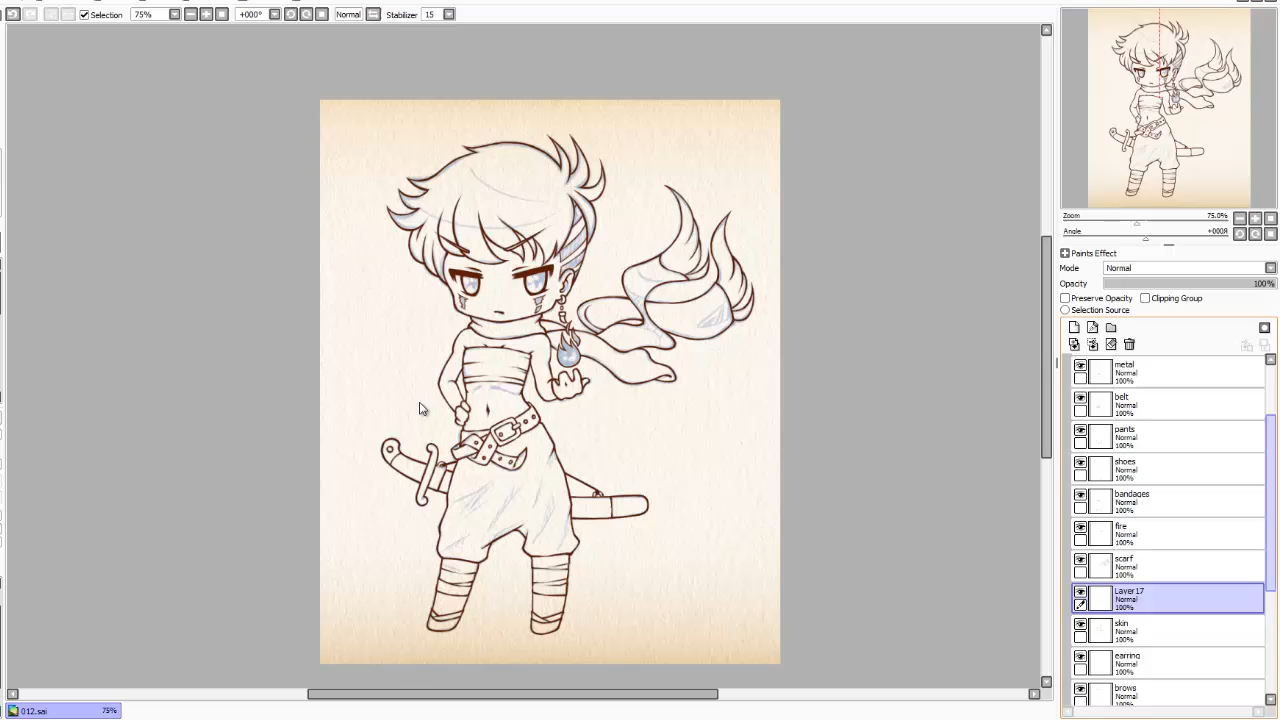 Selection 75% +000° Normal Stabilizer 15
Zoom 75.0%
Angle +000Я
Paints Effect
Mode Normal
Opacity 100%
Preserve Opacity Clipping Group
Selection Source
metal
Normal
100%
belt
Normal
100%
pants
Normal
100%
shoes
Normal
100%
bandages
Normal
100%
fire
Normal
100%
scarf
Normal
100%
Layer17
Normal
100%
skin
Normal
100%
earring
Normal
100%
brows
Normal
100%
012.sai 75%